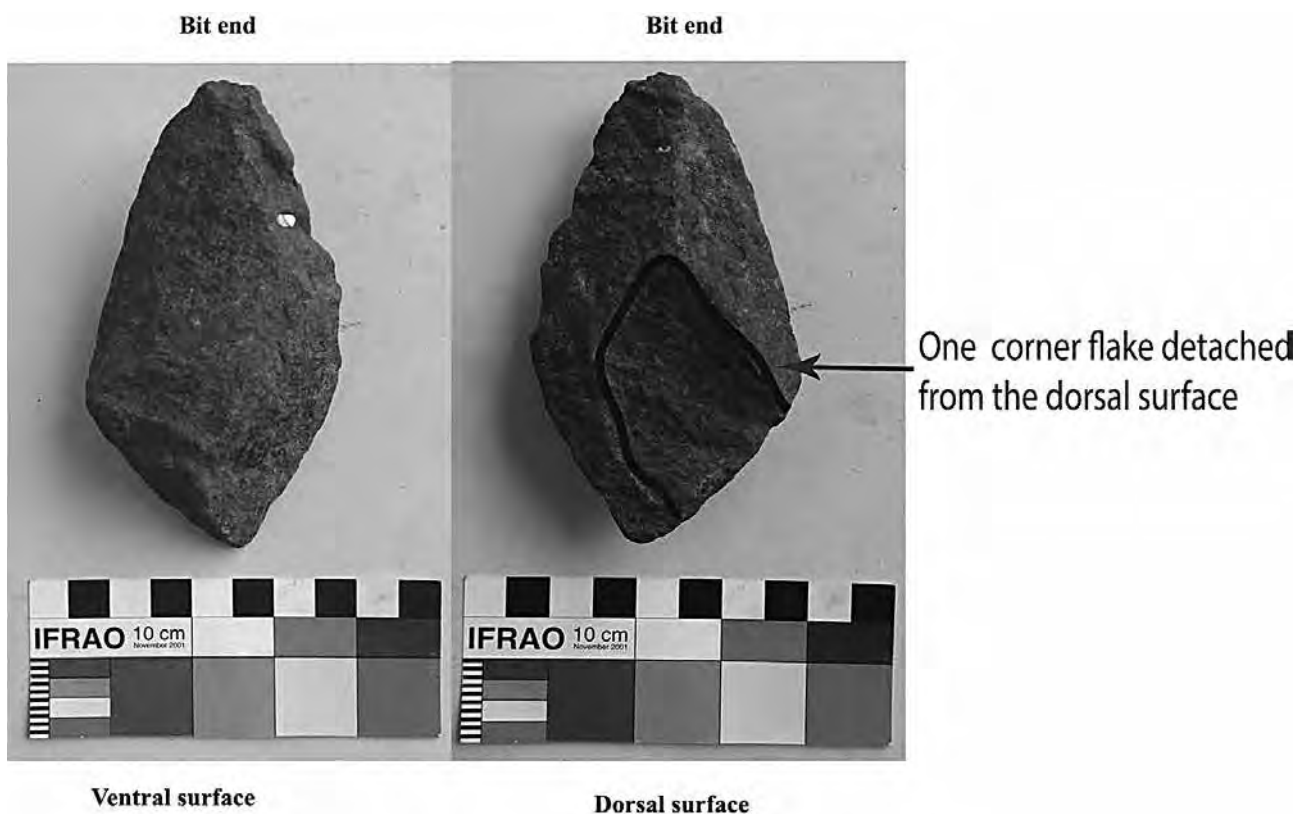 Bit end
Bit end
One corner flake detached
from the dorsal surface
IFRAO 10 cm
November 2001
IFRAO 10 cm
November 2001
Ventral surface
Dorsal surface